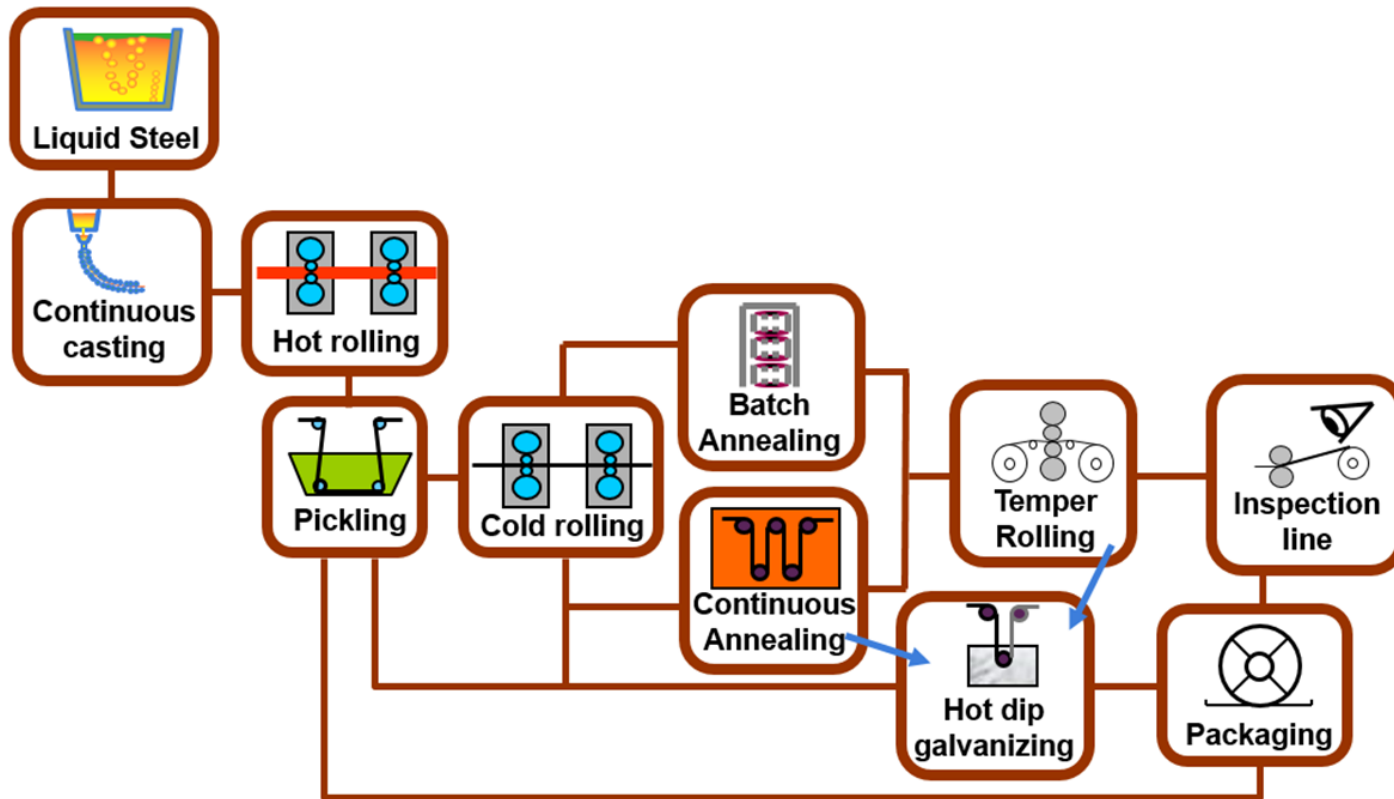 Liquid Steel
Continuous
casting
Hot rolling
Pickling
Cold rolling
Batch
Annealing
Continuous
Annealing
Temper
Rolling
Inspection
line
Hot dip
galvanizing
Packaging